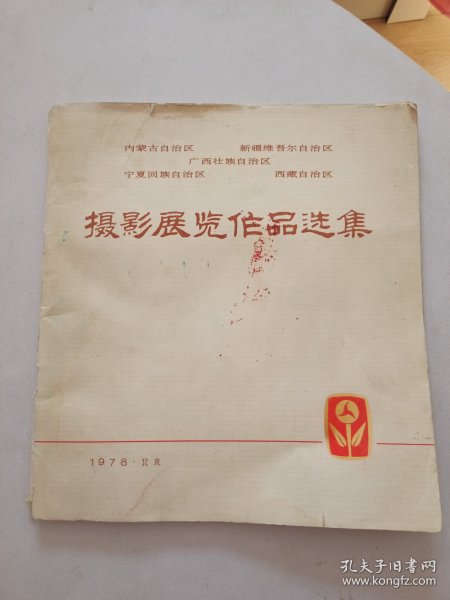 内蒙古自治区 新疆维吾尔自治区
广西壮族自治区
宁夏回族自治区 西藏自治区
摄影展览作品选集
1978·北京
孔夫子旧书网
www.kongfz.com